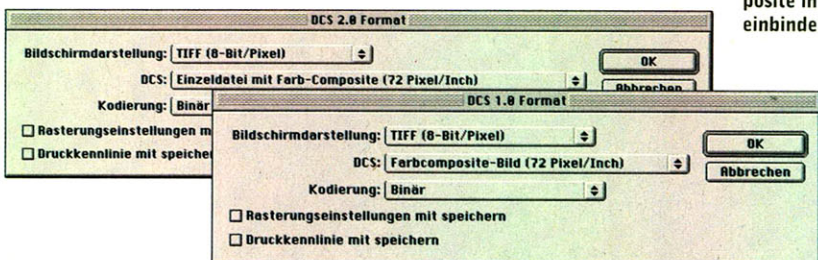 posite in
einbinde
DCS 2.0 Format
Bildschirmdarstellung: TIFF (8-Bit/Pixel)
OK
DCS: Einzeldatei mit Farb-Composite (72 Pixel/Inch)
Abbrechen
Kodierung: Binär
Rasterungseinstellungen m
Druckkennlinie mit speiche
DCS 1.0 Format
Bildschirmdarstellung: TIFF (8-Bit/Pixel)
OK
DCS: Farbcomposite-Bild (72 Pixel/Inch)
Abbrechen
Kodierung: Binär
Rasterungseinstellungen mit speichern
Druckkennlinie mit speichern